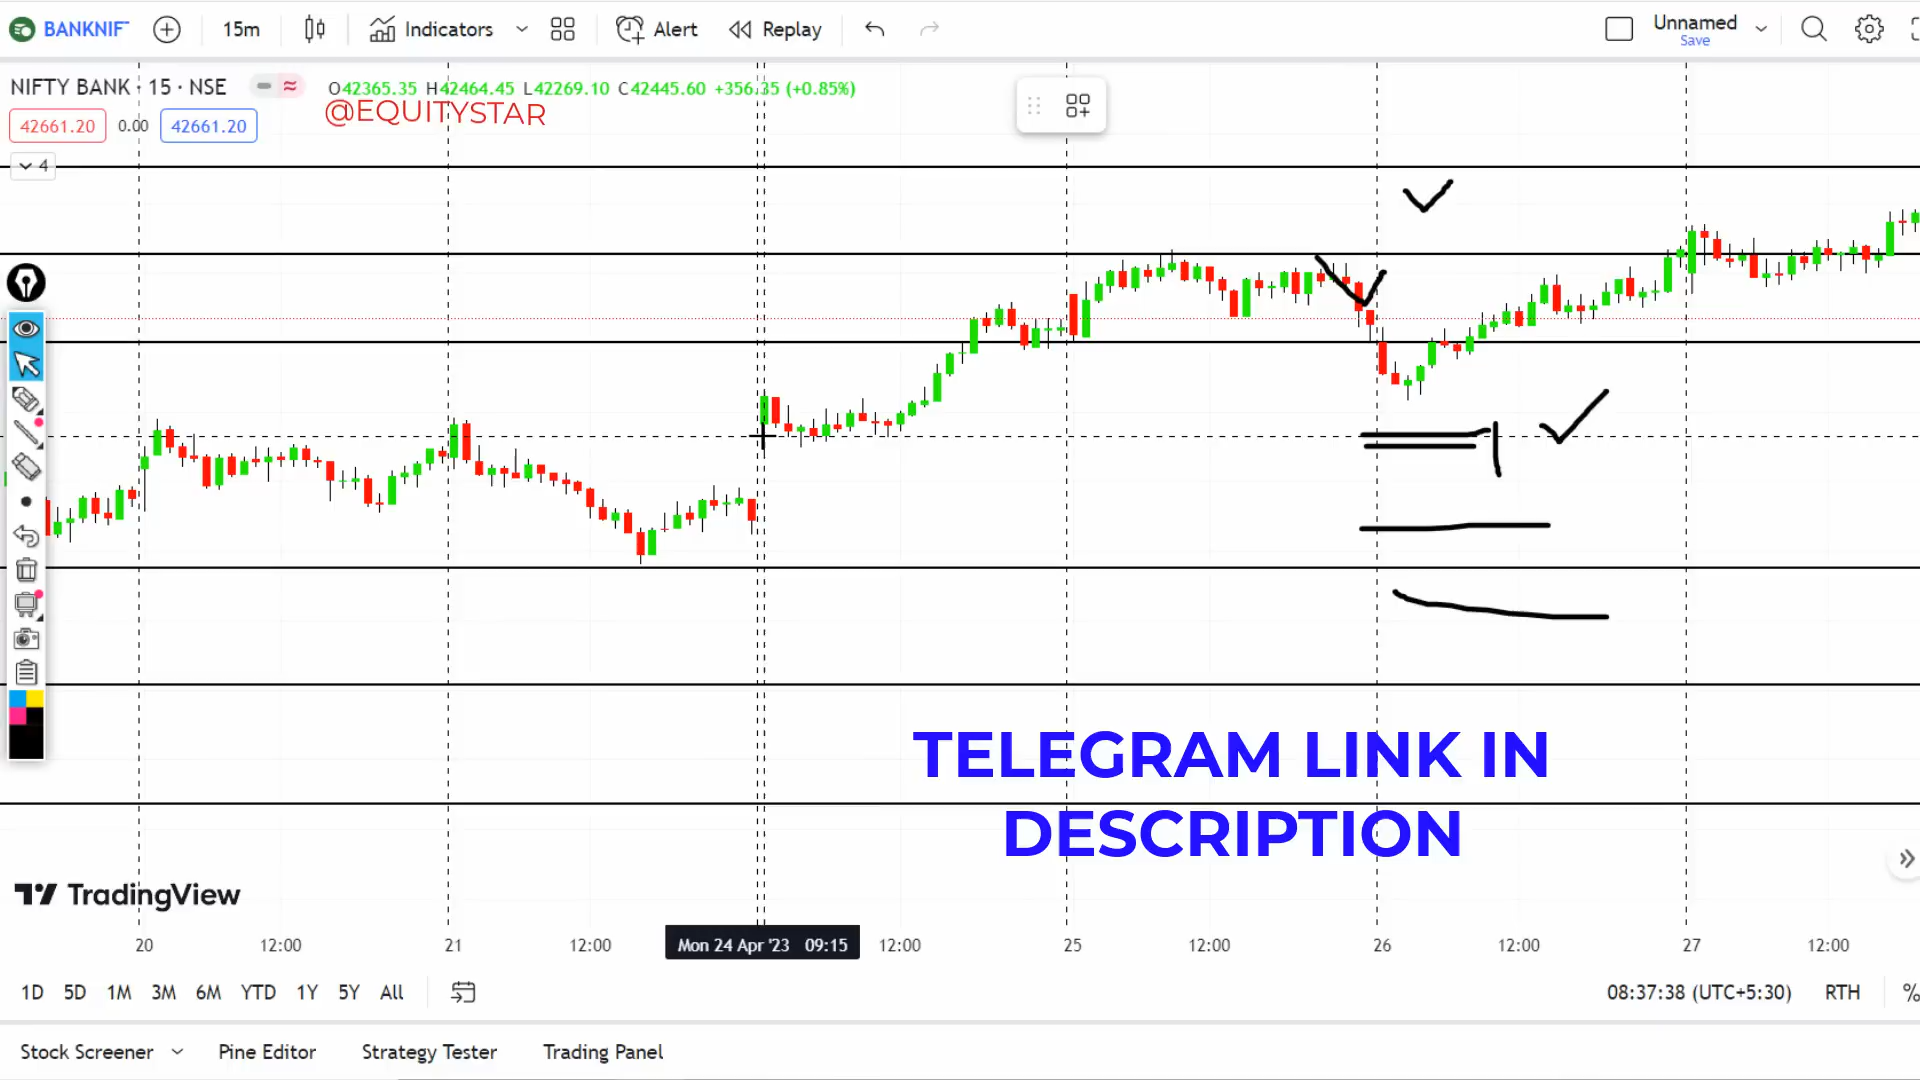 BANKNIF
15m
Indicators
Alert
Replay
Unnamed
Save
NIFTY BANK · 15 · NSE
O42365.35 H42464.45 L42269.10 C42445.60 +356.35 (+0.85%)
@EQUITYSTAR
42661.20 0.00 42661.20
4
TELEGRAM LINK IN
DESCRIPTION
TradingView
20 12:00 21 12:00 Mon 24 Apr '23 09:15 12:00 25 12:00 26 12:00 27 12:00
1D 5D 1M 3M 6M YTD 1Y 5Y All
08:37:38 (UTC+5:30) RTH %
Stock Screener Pine Editor Strategy Tester Trading Panel